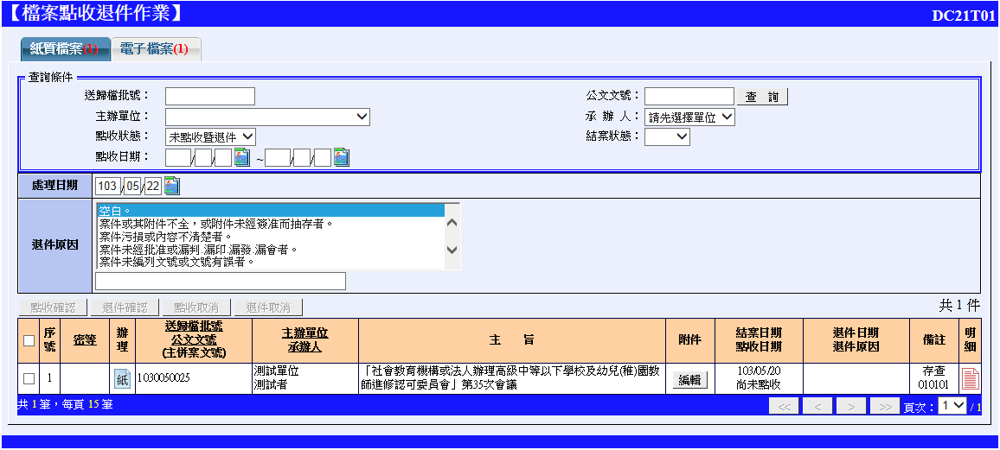 【檔案點收退件作業】
DC21T01
紙質檔案(1) 電子檔案(1)
查詢條件
送歸檔批號： 公文文號： 查 詢
主辦單位： 承 辦 人： 請先選擇單位
點收狀態： 未點收暨退件 結案狀態：
點收日期： / / ~ / /
處理日期 103 / 05 / 22
退件原因
空白。
案件或其附件不全，或附件未經簽准而抽存者。
案件污損或內容不清楚者。
案件未經批准或漏判.漏印.漏發.漏會者。
案件未編列文號或文號有誤者。
點收確認 退件確認 點收取消 退件取消 共 1 件
序號 密等 辦理 送歸檔批號 公文文號 (主併案文號) 主辦單位 承辦人 主 旨 附件 結案日期 點收日期 退件日期 退件原因 備註 明細
1 紙 1030050025 測試單位 測試者 「社會教育機構或法人辦理高級中等以下學校及幼兒(稚)園教
師進修認可委員會」第35次會議 編輯 103/05/20 尚未點收 存查 010101
共 1 筆，每頁 15 筆 << < > >> 頁次： 1 / 1